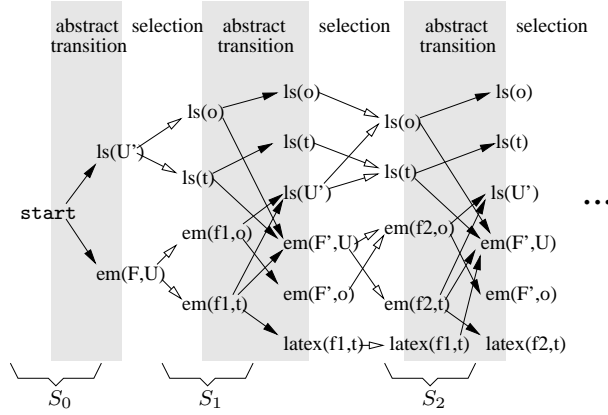 abstract transition
selection
abstract transition
selection
abstract transition
selection
start
ls(U')
em(F,U)
ls(o)
ls(t)
em(f1,o)
em(f1,t)
ls(o)
ls(t)
ls(U')
em(F',U)
em(F',o)
latex(f1,t)
ls(o)
ls(t)
em(f2,o)
em(f2,t)
latex(f1,t)
ls(o)
ls(t)
ls(U')
em(F',U)
em(F',o)
latex(f2,t)
...
S0
S1
S2